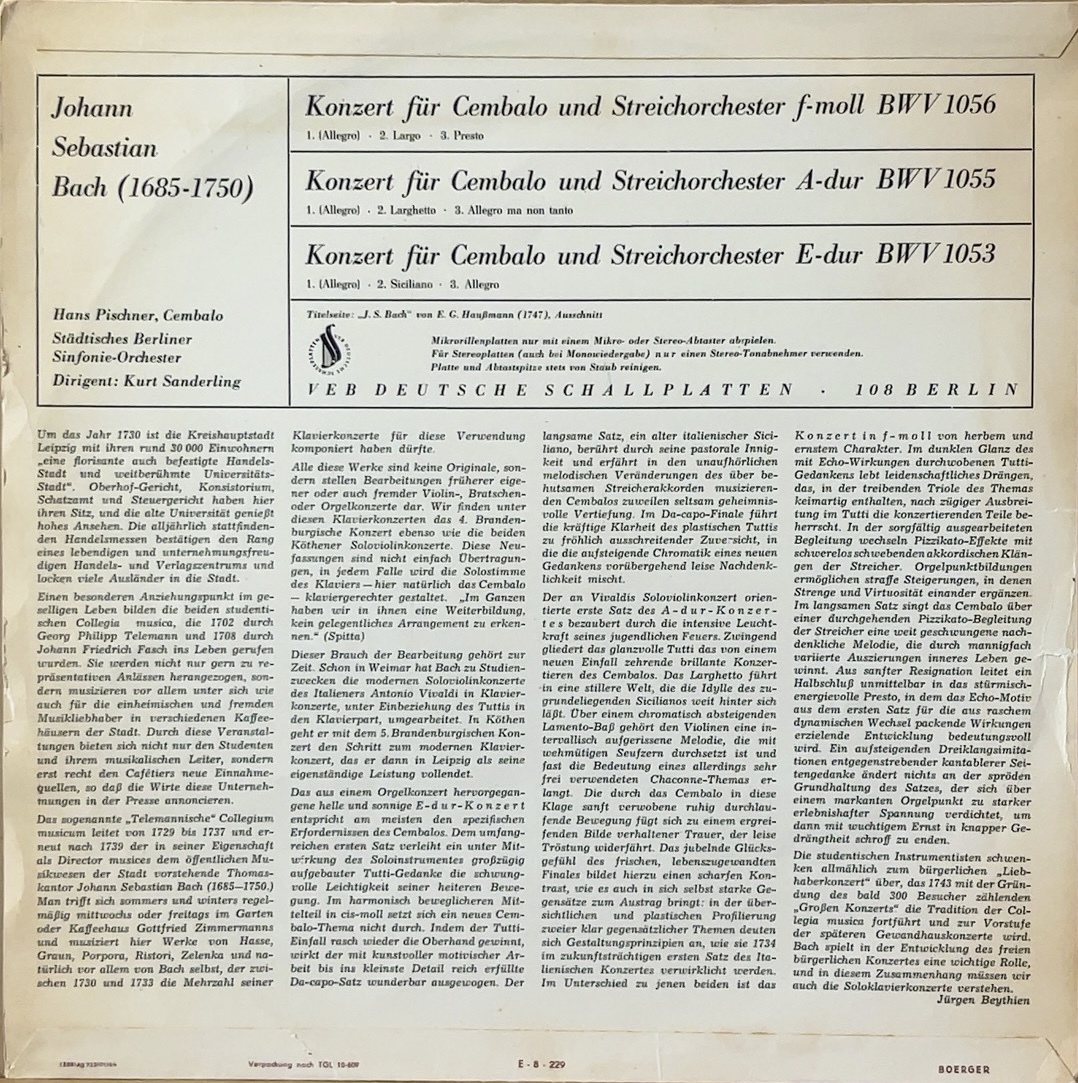 Johann
Sebastian
Bach (1685-1750)
Hans Pischner, Cembalo
Städtisches Berliner
Sinfonie-Orchester
Dirigent: Kurt Sanderling
Konzert für Cembalo und Streichorchester f-moll BWV 1056
1. (Allegro) · 2. Largo · 3. Presto
Konzert für Cembalo und Streichorchester A-dur BWV 1055
1. (Allegro) · 2. Larghetto · 3. Allegro ma non tanto
Konzert für Cembalo und Streichorchester E-dur BWV 1053
1. (Allegro) · 2. Siciliano · 3. Allegro
Titelseite: „J. S. Bach" von E. G. Haußmann (1747), Ausschnitt
Mikrorillenplatten nur mit einem Mikro- oder Stereo-Abtaster abspielen.
Für Stereoplatten (auch bei Monowiedergabe) nur einen Stereo-Tonabnehmer verwenden.
Platte und Abtastspitze stets von Staub reinigen.
VEB DEUTSCHE SCHALLPLATTEN · 108 BERLIN
Um das Jahr 1730 ist die Kreishauptstadt
Leipzig mit ihren rund 30 000 Einwohnern
„eine florisante auch befestigte Handels-
Stadt und weitberühmte Universitäts-
Stadt". Oberhof-Gericht, Konsistorium,
Schatzamt und Steuergericht haben hier
ihren Sitz, und die alte Universität genießt
hohes Ansehen. Die alljährlich stattfinden-
den Handelsmessen bestätigen den Rang
eines lebendigen und unternehmungsfreu-
digen Handels- und Verlagszentrums und
locken viele Ausländer in die Stadt.
Einen besonderen Anziehungspunkt im ge-
selligen Leben bilden die beiden studenti-
schen Collegia musica, die 1702 durch
Georg Philipp Telemann und 1708 durch
Johann Friedrich Fasch ins Leben gerufen
wurden. Sie werden nicht nur gern zu re-
präsentativen Anlässen herangezogen, son-
dern musizieren vor allem unter sich wie
auch für die einheimischen und fremden
Musikliebhaber in verschiedenen Kaffee-
häusern der Stadt. Durch diese Veranstal-
tungen bieten sich nicht nur den Studenten
und ihrem musikalischen Leiter, sondern
erst recht den Cafétiers neue Einnahme-
quellen, so daß die Wirte diese Unterneh-
mungen in der Presse annoncieren.
Das sogenannte „Telemannische" Collegium
musicum leitet von 1729 bis 1737 und er-
neut nach 1739 der in seiner Eigenschaft
als Director musices dem öffentlichen Mu-
sikwesen der Stadt vorstehende Thomas-
kantor Johann Sebastian Bach (1685—1750.)
Man trifft sich sommers und winters regel-
mäßig mittwochs oder freitags im Garten
oder Kaffeehaus Gottfried Zimmermanns
und musiziert hier Werke von Hasse,
Graun, Porpora, Ristori, Zelenka und na-
türlich vor allem von Bach selbst, der zwi-
schen 1730 und 1733 die Mehrzahl seiner
Klavierkonzerte für diese Verwendung
komponiert haben dürfte.
Alle diese Werke sind keine Originale, son-
dern stellen Bearbeitungen früherer eige-
ner oder auch fremder Violin-, Bratschen-
oder Orgelkonzerte dar. Wir finden unter
diesen Klavierkonzerten das 4. Branden-
burgische Konzert ebenso wie die beiden
Köthener Soloviolinkonzerte. Diese Neu-
fassungen sind nicht einfach Übertragun-
gen, in jedem Falle wird die Solostimme
des Klaviers — hier natürlich das Cembalo
— klaviergerechter gestaltet. „Im Ganzen
haben wir in ihnen eine Weiterbildung,
kein gelegentliches Arrangement zu erken-
nen." (Spitta)
Dieser Brauch der Bearbeitung gehört zur
Zeit. Schon in Weimar hat Bach zu Studien-
zwecken die modernen Soloviolinkonzerte
des Italieners Antonio Vivaldi in Klavier-
konzerte, unter Einbeziehung des Tuttis in
den Klavierpart, umgearbeitet. In Köthen
geht er mit dem 5. Brandenburgischen Kon-
zert den Schritt zum modernen Klavier-
konzert, das er dann in Leipzig als seine
eigenständige Leistung vollendet.
Das aus einem Orgelkonzert hervorgegan-
gene helle und sonnige E-dur-Konzert
entspricht am meisten den spezifischen
Erfordernissen des Cembalos. Dem umfang-
reichen ersten Satz verleiht ein unter Mit-
wirkung des Soloinstrumentes großzügig
aufgebauter Tutti-Gedanke die schwung-
volle Leichtigkeit seiner heiteren Bewe-
gung. Im harmonisch beweglicheren Mit-
telteil in cis-moll setzt sich ein neues Cem-
balo-Thema nicht durch. Indem der Tutti-
Einfall rasch wieder die Oberhand gewinnt,
wirkt der mit kunstvoller motivischer Ar-
beit bis ins kleinste Detail reich erfüllte
Da-capo-Satz wunderbar ausgewogen. Der
langsame Satz, ein alter italienischer Sici-
liano, berührt durch seine pastorale Innig-
keit und erfährt in den unaufhörlichen
melodischen Veränderungen des über be-
hutsamen Streicherakkorden musizieren-
den Cembalos zuweilen seltsam geheimnis-
volle Vertiefung. Im Da-capo-Finale führt
die kräftige Klarheit des plastischen Tuttis
zu fröhlich ausschreitender Zuversicht, in
die die aufsteigende Chromatik eines neuen
Gedankens vorübergehend leise Nachdenk-
lichkeit mischt.
Der an Vivaldis Soloviolinkonzert orien-
tierte erste Satz des A-dur-Konzer-
tes bezaubert durch die intensive Leucht-
kraft seines jugendlichen Feuers. Zwingend
gliedert das glanzvolle Tutti das von einem
neuen Einfall zehrende brillante Konzer-
tieren des Cembalos. Das Larghetto führt
in eine stillere Welt, die die Idylle des zu-
grundeliegenden Sicilianos weit hinter sich
läßt. Über einem chromatisch absteigenden
Lamento-Baß gehört den Violinen eine in-
tervallisch aufgerissene Melodie, die mit
wehmütigen Seufzern durchsetzt ist und
fast die Bedeutung eines allerdings sehr
frei verwendeten Chaconne-Themas er-
langt. Die durch das Cembalo in diese
Klage sanft verwobene ruhig durchlau-
fende Bewegung fügt sich zu einem ergrei-
fenden Bilde verhaltener Trauer, der leise
Tröstung widerfährt. Das jubelnde Glücks-
gefühl des frischen, lebenszugewandten
Finales bildet hierzu einen scharfen Kon-
trast, wie es auch in sich selbst starke Ge-
gensätze zum Austrag bringt: in der über-
sichtlichen und plastischen Profilierung
zweier klar gegensätzlicher Themen deuten
sich Gestaltungsprinzipien an, wie sie 1734
im zukunftsträchtigen ersten Satz des Ita-
lienischen Konzertes verwirklicht werden.
Im Unterschied zu jenen beiden ist das
Konzert in f-moll von herbem und
ernstem Charakter. Im dunklen Glanz des
mit Echo-Wirkungen durchwobenen Tutti-
Gedankens lebt leidenschaftliches Drängen,
das, in der treibenden Triole des Themas
keimartig enthalten, nach zügiger Ausbrei-
tung im Tutti die konzertierenden Teile be-
herrscht. In der sorgfältig ausgearbeiteten
Begleitung wechseln Pizzikato-Effekte mit
schwerelos schwebenden akkordischen Klän-
gen der Streicher. Orgelpunktbildungen
ermöglichen straffe Steigerungen, in denen
Strenge und Virtuosität einander ergänzen.
Im langsamen Satz singt das Cembalo über
einer durchgehenden Pizzikato-Begleitung
der Streicher eine weit geschwungene nach-
denkliche Melodie, die durch mannigfach
variierte Auszierungen inneres Leben ge-
winnt. Aus sanfter Resignation leitet ein
Halbschluß unmittelbar in das stürmisch-
energievolle Presto, in dem das Echo-Motiv
aus dem ersten Satz für die aus raschem
dynamischen Wechsel packende Wirkungen
erzielende Entwicklung bedeutungsvoll
wird. Ein aufsteigenden Dreiklangsimita-
tionen entgegenstrebender kantablerer Sei-
tengedanke ändert nichts an der spröden
Grundhaltung des Satzes, der sich über
einem markanten Orgelpunkt zu starker
erlebnishafter Spannung verdichtet, um
dann mit wuchtigem Ernst in knapper Ge-
drängtheit schroff zu enden.
Die studentischen Instrumentisten schwen-
ken allmählich zum bürgerlichen „Lieb-
haberkonzert" über, das 1743 mit der Grün-
dung des bald 300 Besucher zählenden
„Großen Konzerts" die Tradition der Col-
legia musica fortführt und zur Vorstufe
der späteren Gewandhauskonzerte wird.
Bach spielt in der Entwicklung des freien
bürgerlichen Konzertes eine wichtige Rolle,
und in diesem Zusammenhang müssen wir
auch die Soloklavierkonzerte verstehen.
Jürgen Beythien
Verpackung nach TGL 10-609
E - 8 - 229
BOERGER